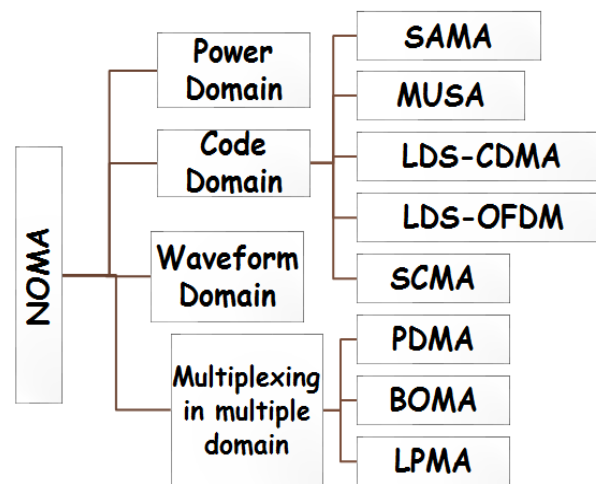 NOMA
Power
Domain
Code
Domain
Waveform
Domain
Multiplexing
in multiple
domain
SAMA
MUSA
LDS-CDMA
LDS-OFDM
SCMA
PDMA
BOMA
LPMA